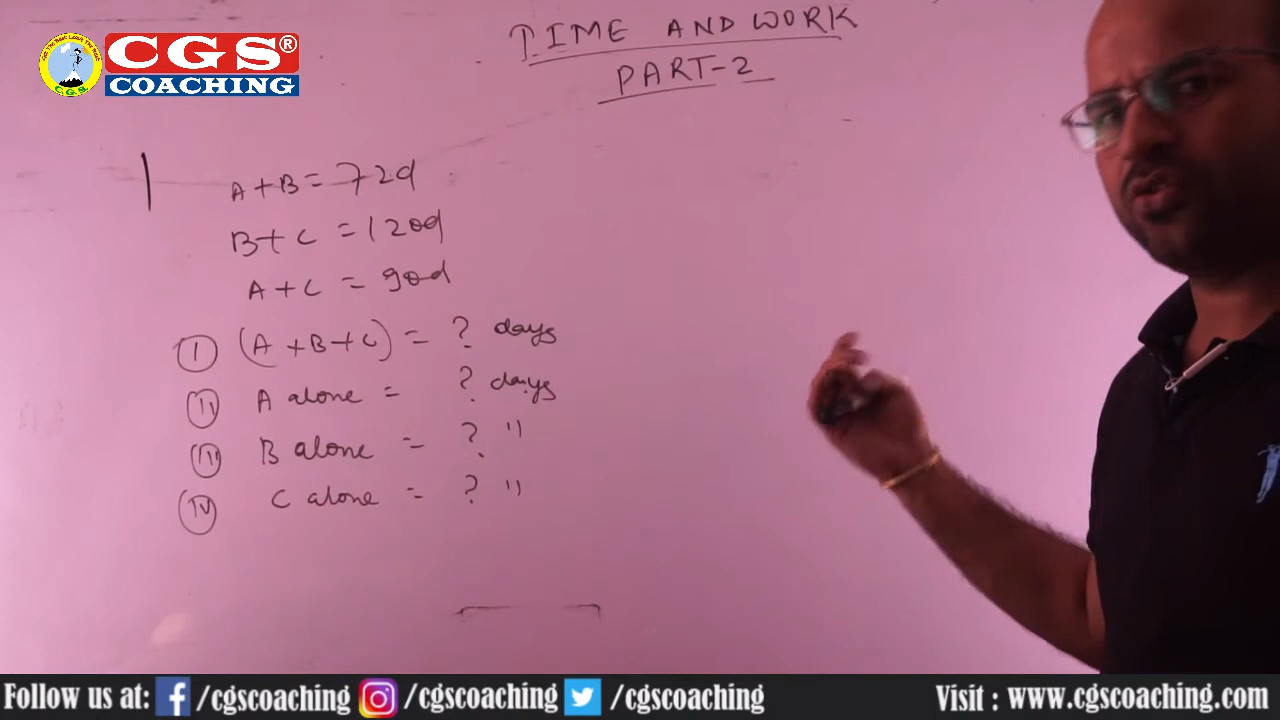 TIME AND WORK
PART-2
CGS®
COACHING
C.G.S.
1
A+B = 72d
B+C = 120d
A+C = 90d
(I) (A+B+C) = ? days
(II) A alone = ? days
(III) B alone = ? "
(IV) C alone = ? "
Follow us at: /cgscoaching /cgscoaching /cgscoaching Visit : www.cgscoaching.com